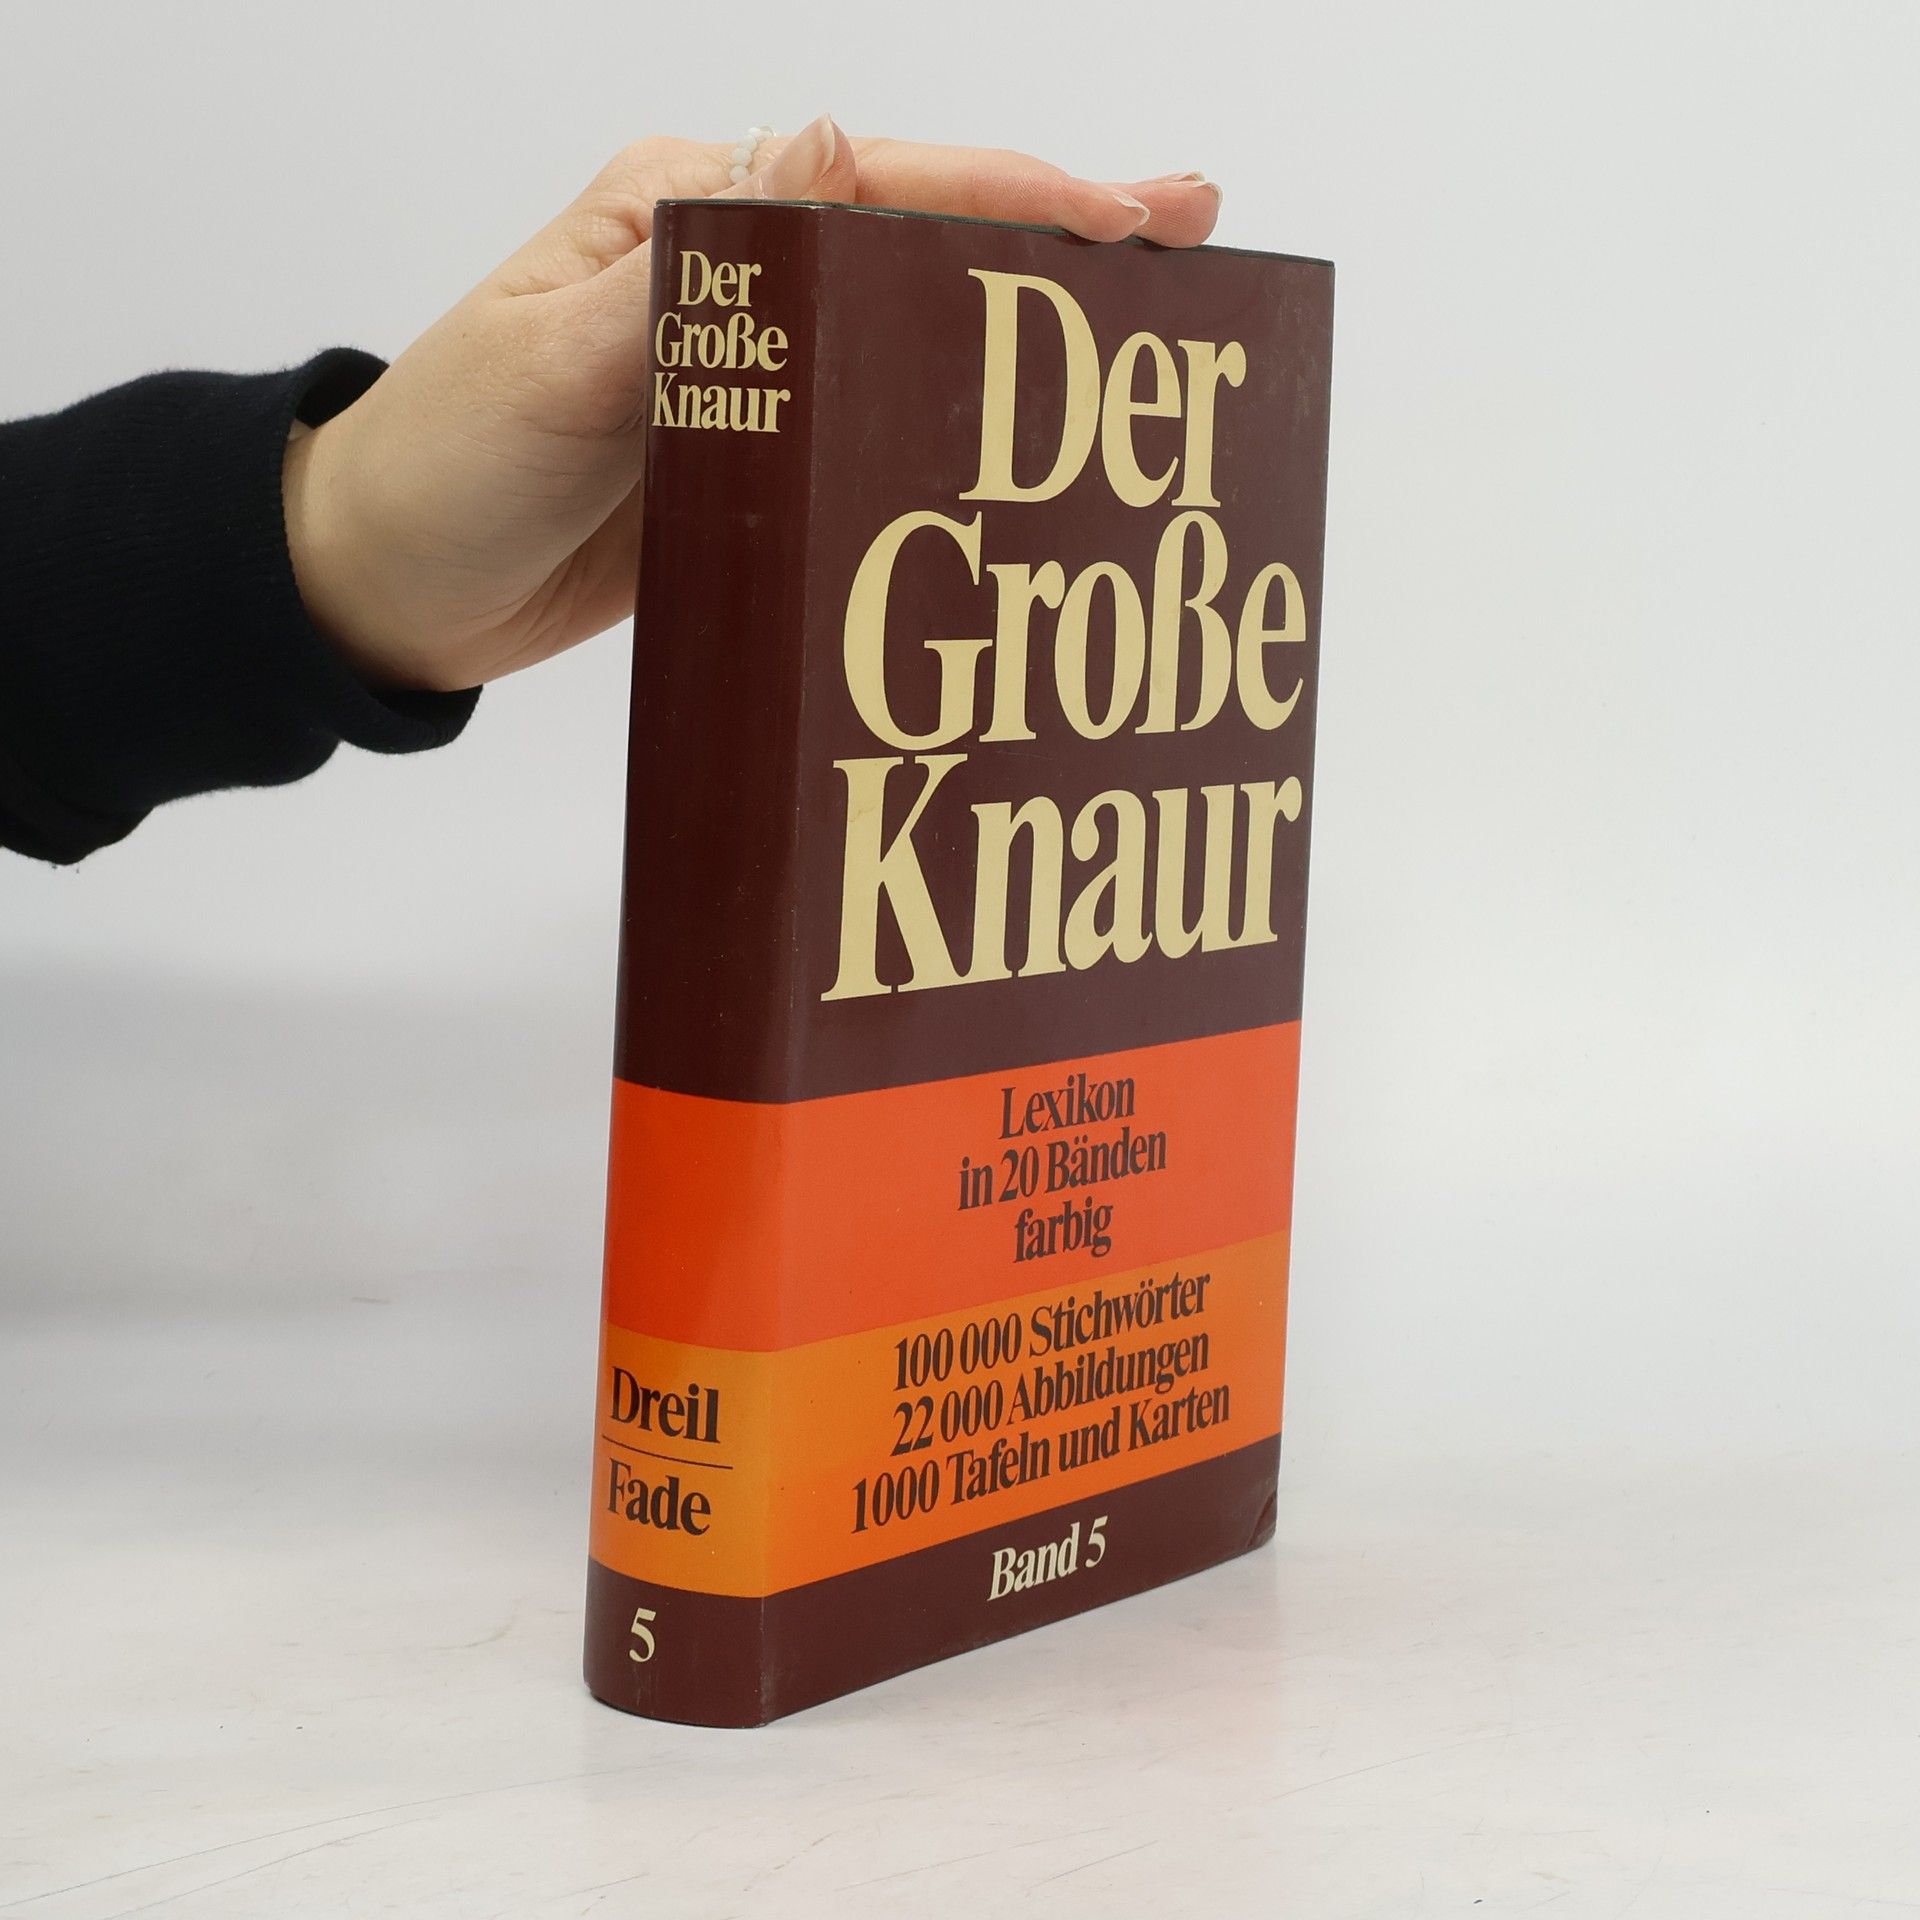 Der
Große
Knaur
Dreil
Fade
5
Der
Große
Knaur
Lexikon
in 20 Bänden
farbig
100 000 Stichwörter
22 000 Abbildungen
1000 Tafeln und Karten
Band 5